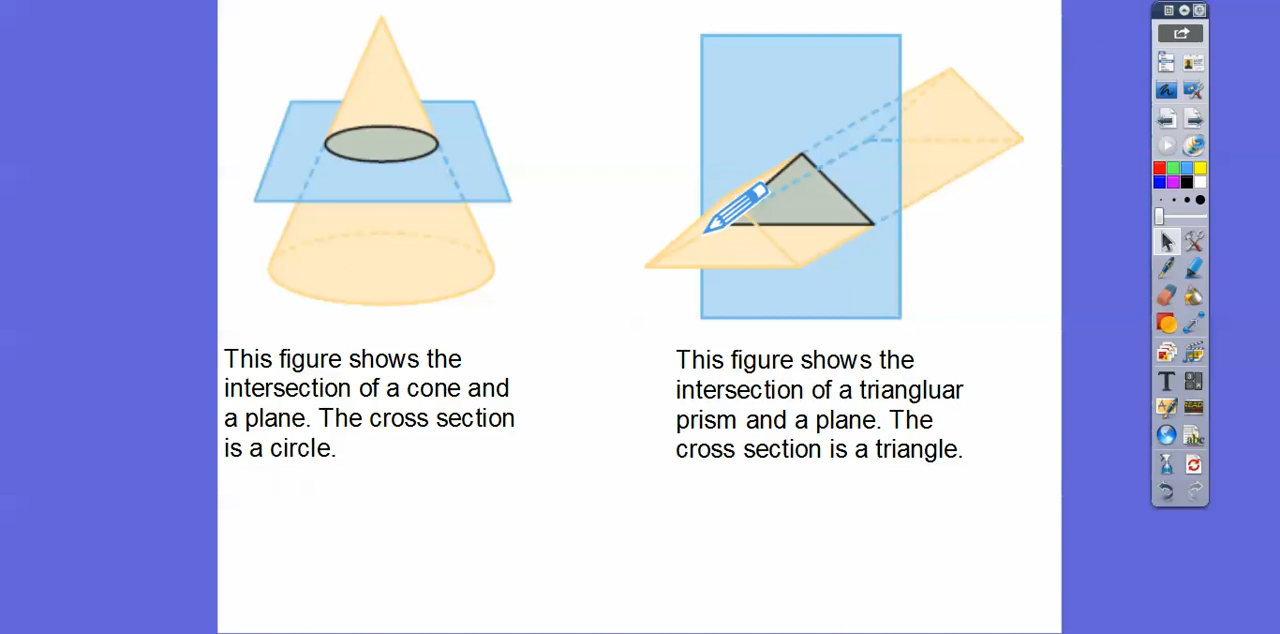 This figure shows the
intersection of a cone and
a plane. The cross section
is a circle.
This figure shows the
intersection of a triangluar
prism and a plane. The
cross section is a triangle.